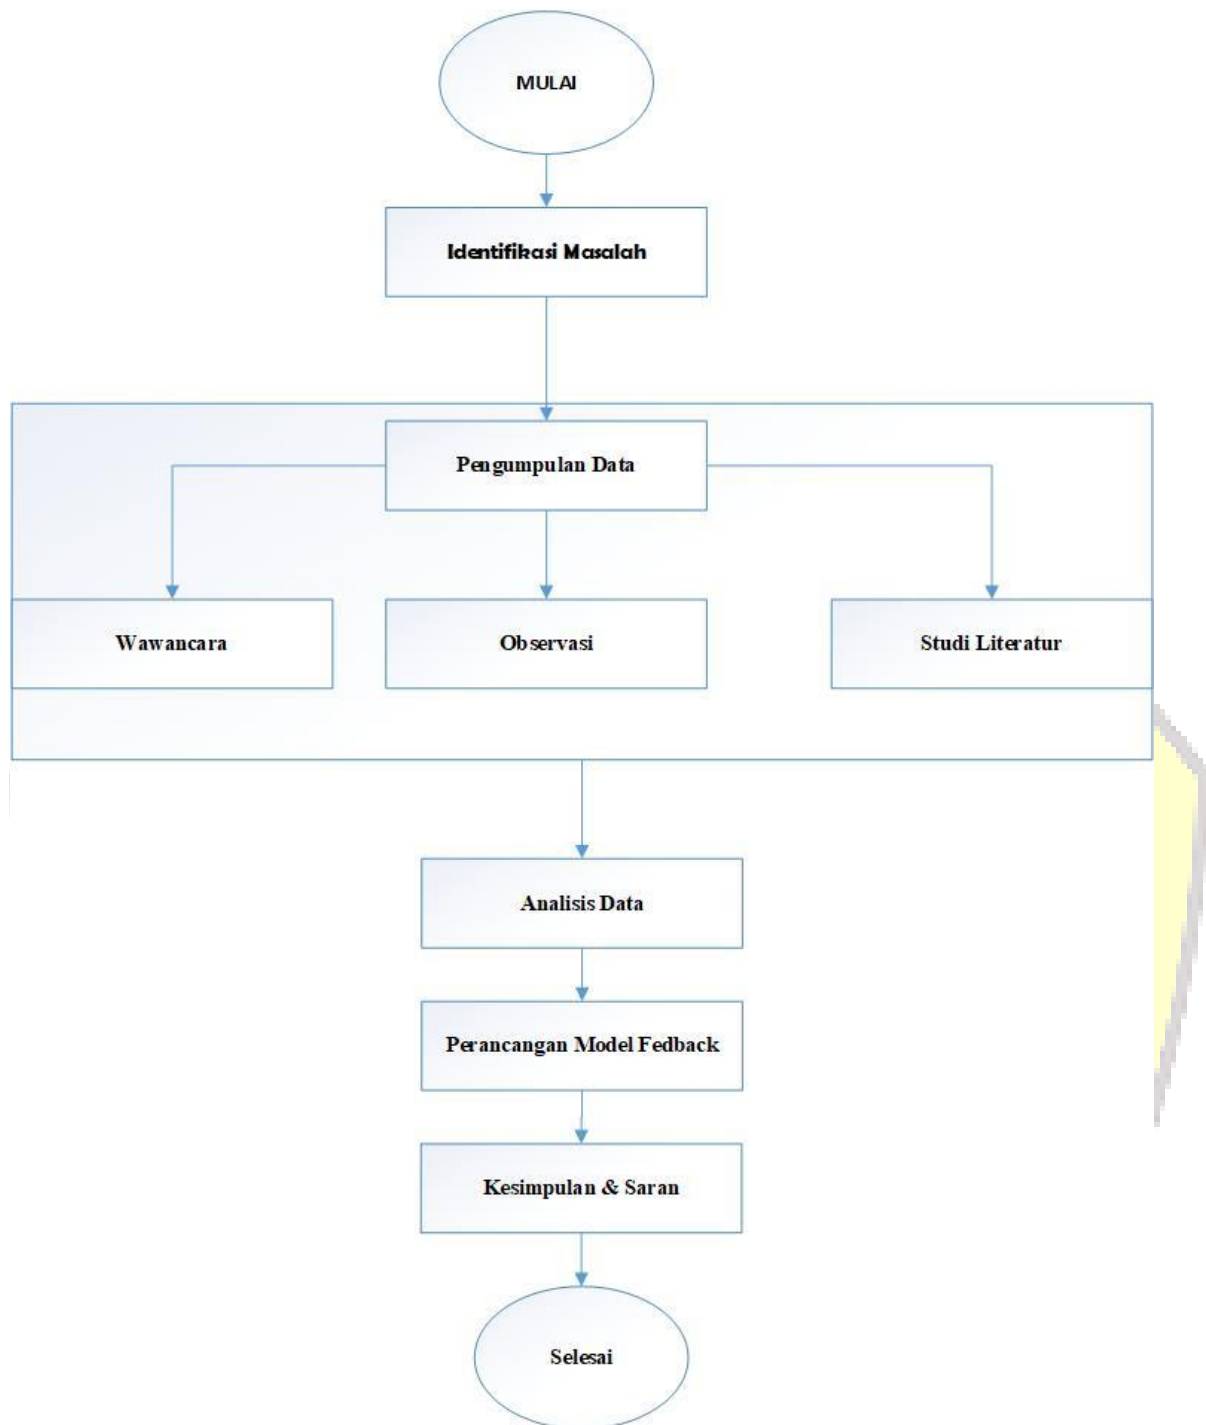 MULAI
Identifikasi Masalah
Pengumpulan Data
Wawancara
Observasi
Studi Literatur
Analisis Data
Perancangan Model Fedback
Kesimpulan & Saran
Selesai